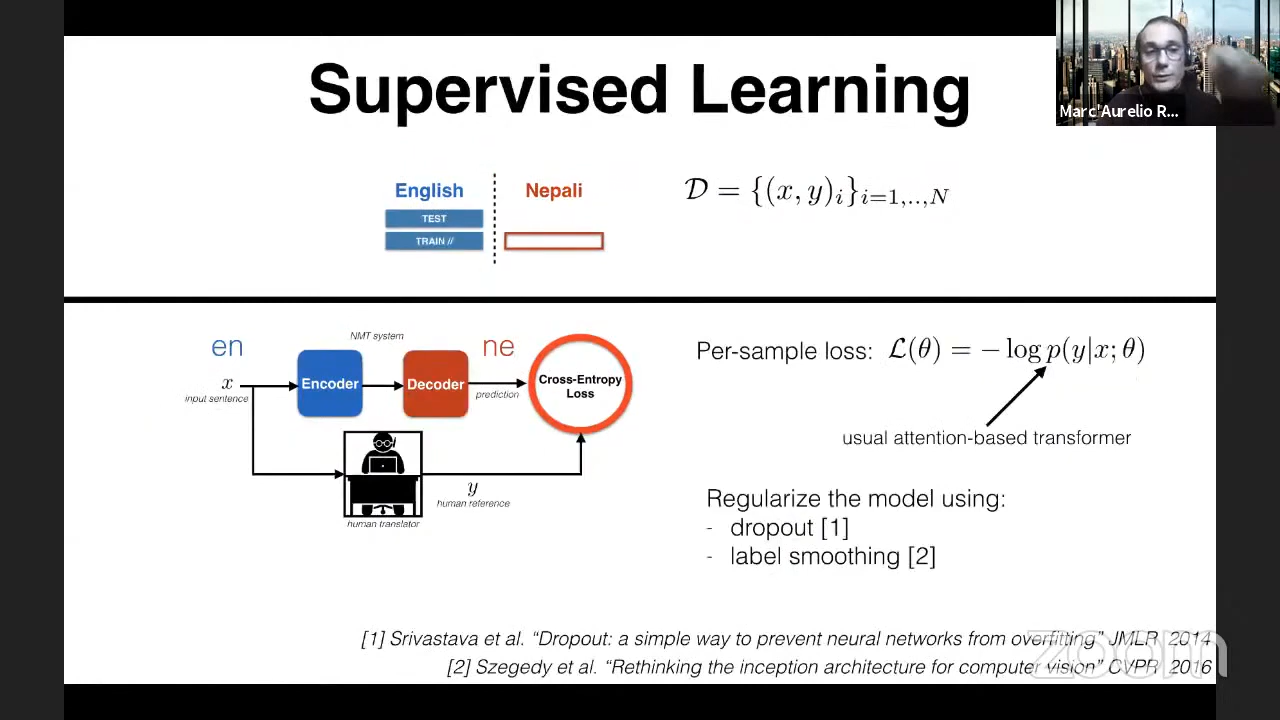 Supervised Learning
Marc'Aurelio R...
English
Nepali
TEST
TRAIN //
𝒟 = {(x, y)_i}_{i=1,..,N}
en
NMT system
ne
x
input sentence
Encoder
Decoder
prediction
Cross-Entropy
Loss
y
human reference
human translator
Per-sample loss: ℒ(θ) = − log p(y|x; θ)
usual attention-based transformer
Regularize the model using:
- dropout [1]
- label smoothing [2]
[1] Srivastava et al. “Dropout: a simple way to prevent neural networks from overfitting” JMLR 2014
[2] Szegedy et al. “Rethinking the inception architecture for computer vision” CVPR 2016
zoom